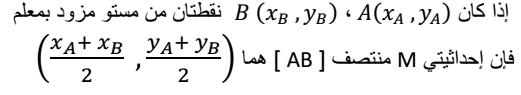 إذا كان A(x_A , y_A) ، B (x_B , y_B) نقطتان من مستو مزود بمعلم
فإن إحداثيتي M منتصف [ AB ] هما ( (x_A + x_B)/2 , (y_A + y_B)/2 )